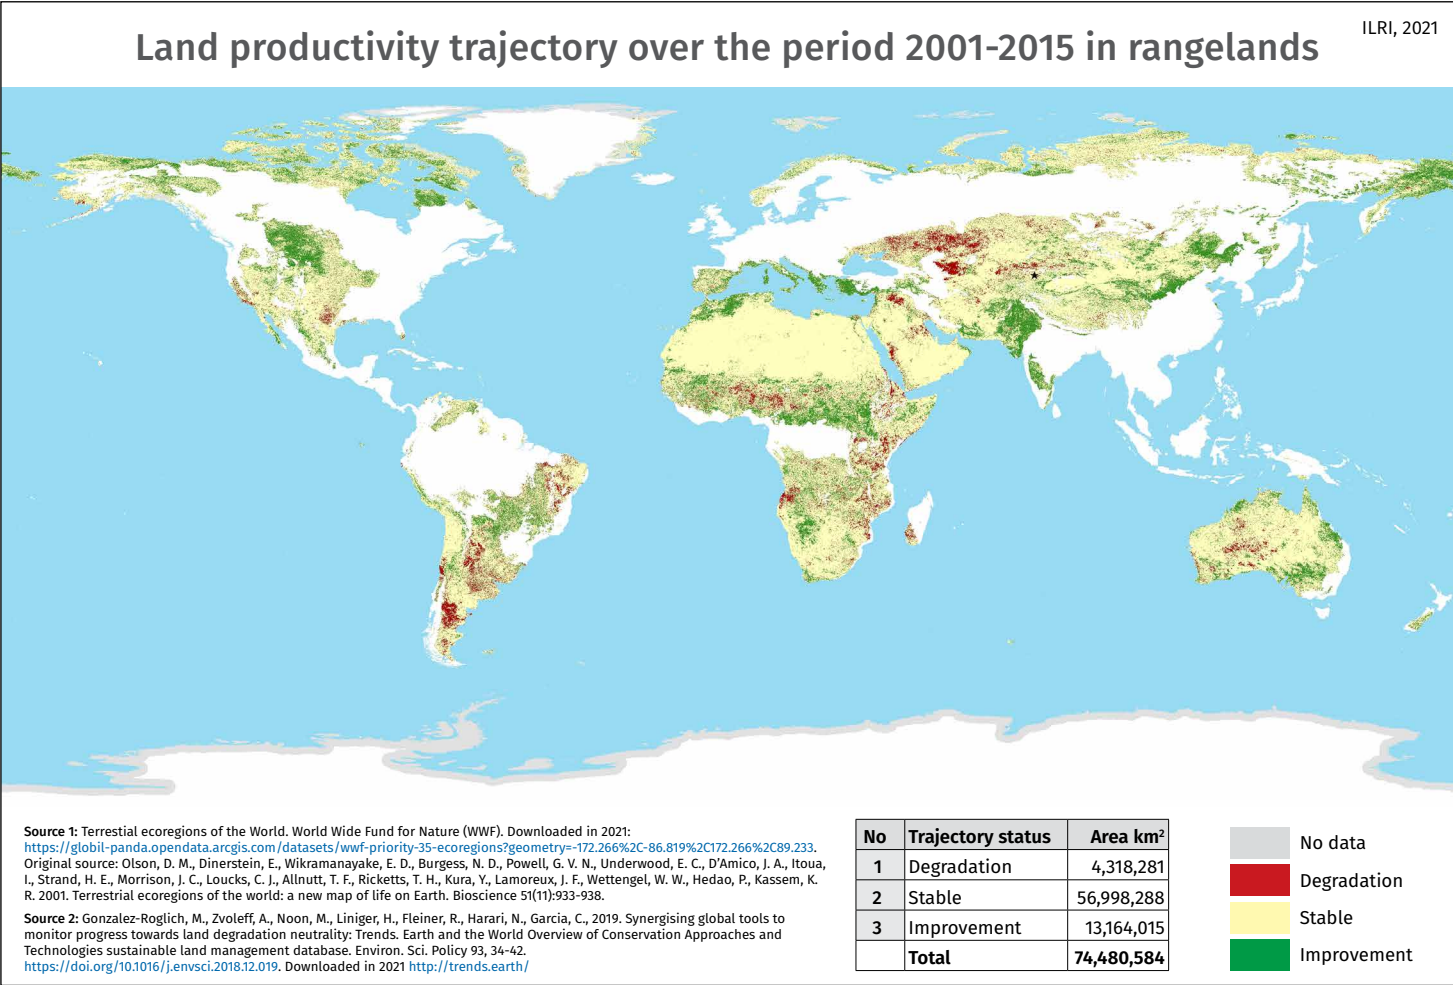 ILRI, 2021
Land productivity trajectory over the period 2001-2015 in rangelands
Source 1: Terrestial ecoregions of the World. World Wide Fund for Nature (WWF). Downloaded in 2021:
https://globil-panda.opendata.arcgis.com/datasets/wwf-priority-35-ecoregions?geometry=-172.266%2C-86.819%2C172.266%2C89.233.
Original source: Olson, D. M., Dinerstein, E., Wikramanayake, E. D., Burgess, N. D., Powell, G. V. N., Underwood, E. C., D'Amico, J. A., Itoua,
I., Strand, H. E., Morrison, J. C., Loucks, C. J., Allnutt, T. F., Ricketts, T. H., Kura, Y., Lamoreux, J. F., Wettengel, W. W., Hedao, P., Kassem, K.
R. 2001. Terrestrial ecoregions of the world: a new map of life on Earth. Bioscience 51(11):933-938.
Source 2: Gonzalez-Roglich, M., Zvoleff, A., Noon, M., Liniger, H., Fleiner, R., Harari, N., Garcia, C., 2019. Synergising global tools to
monitor progress towards land degradation neutrality: Trends. Earth and the World Overview of Conservation Approaches and
Technologies sustainable land management database. Environ. Sci. Policy 93, 34-42.
https://doi.org/10.1016/j.envsci.2018.12.019. Downloaded in 2021 http://trends.earth/
No Trajectory status Area km²
1 Degradation 4,318,281
2 Stable 56,998,288
3 Improvement 13,164,015
Total 74,480,584
No data
Degradation
Stable
Improvement